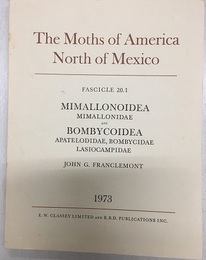 The Moths of America
North of Mexico
FASCICLE 20.1
MIMALLONOIDEA
MIMALLONIDAE
AND
BOMBYCOIDEA
APATELODIDAE, BOMBYCIDAE
LASIOCAMPIDAE
JOHN G. FRANCLEMONT
1973
E. W. CLASSEY LIMITED AND R.B.D. PUBLICATIONS INC.